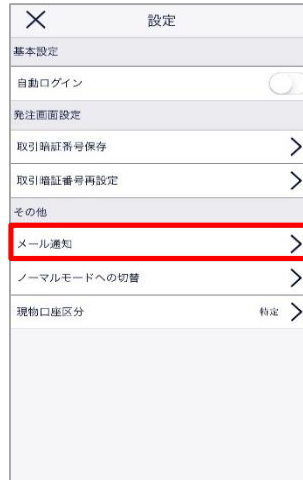 設定
基本設定
自動ログイン
発注画面設定
取引暗証番号保存
取引暗証番号再設定
その他
メール通知
ノーマルモードへの切替
現物口座区分 特定